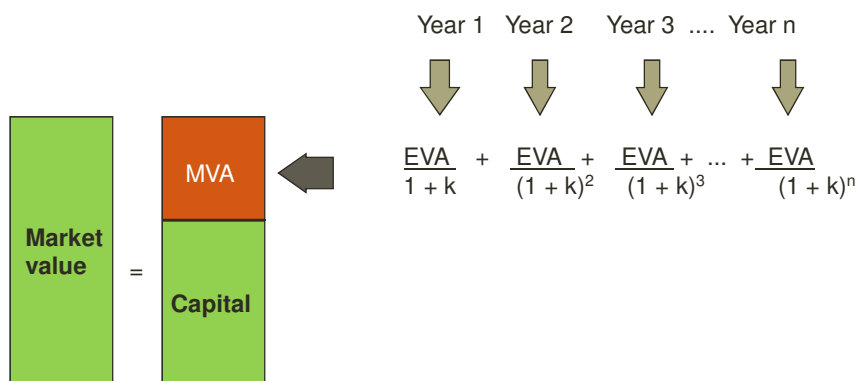 Year 1 Year 2 Year 3 .... Year n
MVA
EVA + EVA + EVA + ... + EVA
1 + k (1 + k)² (1 + k)³ (1 + k)ⁿ
Market
value
=
Capital